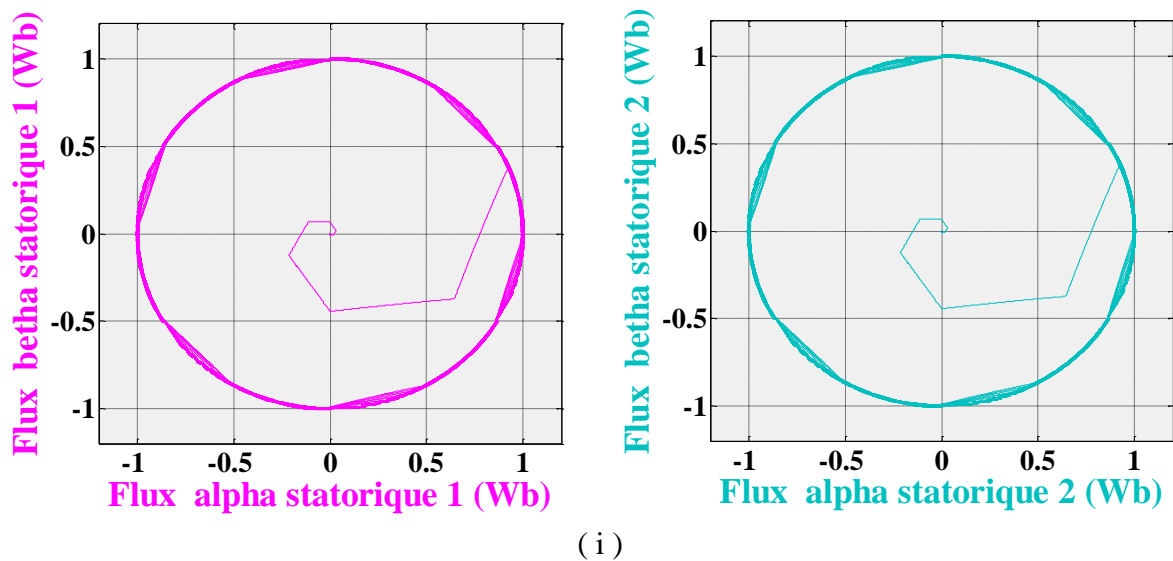 Flux betha statorique 1 (Wb)
1
0.5
0
-0.5
-1
-1 -0.5 0 0.5 1
Flux alpha statorique 1 (Wb)
Flux betha statorique 2 (Wb)
1
0.5
0
-0.5
-1
-1 -0.5 0 0.5 1
Flux alpha statorique 2 (Wb)
( i )